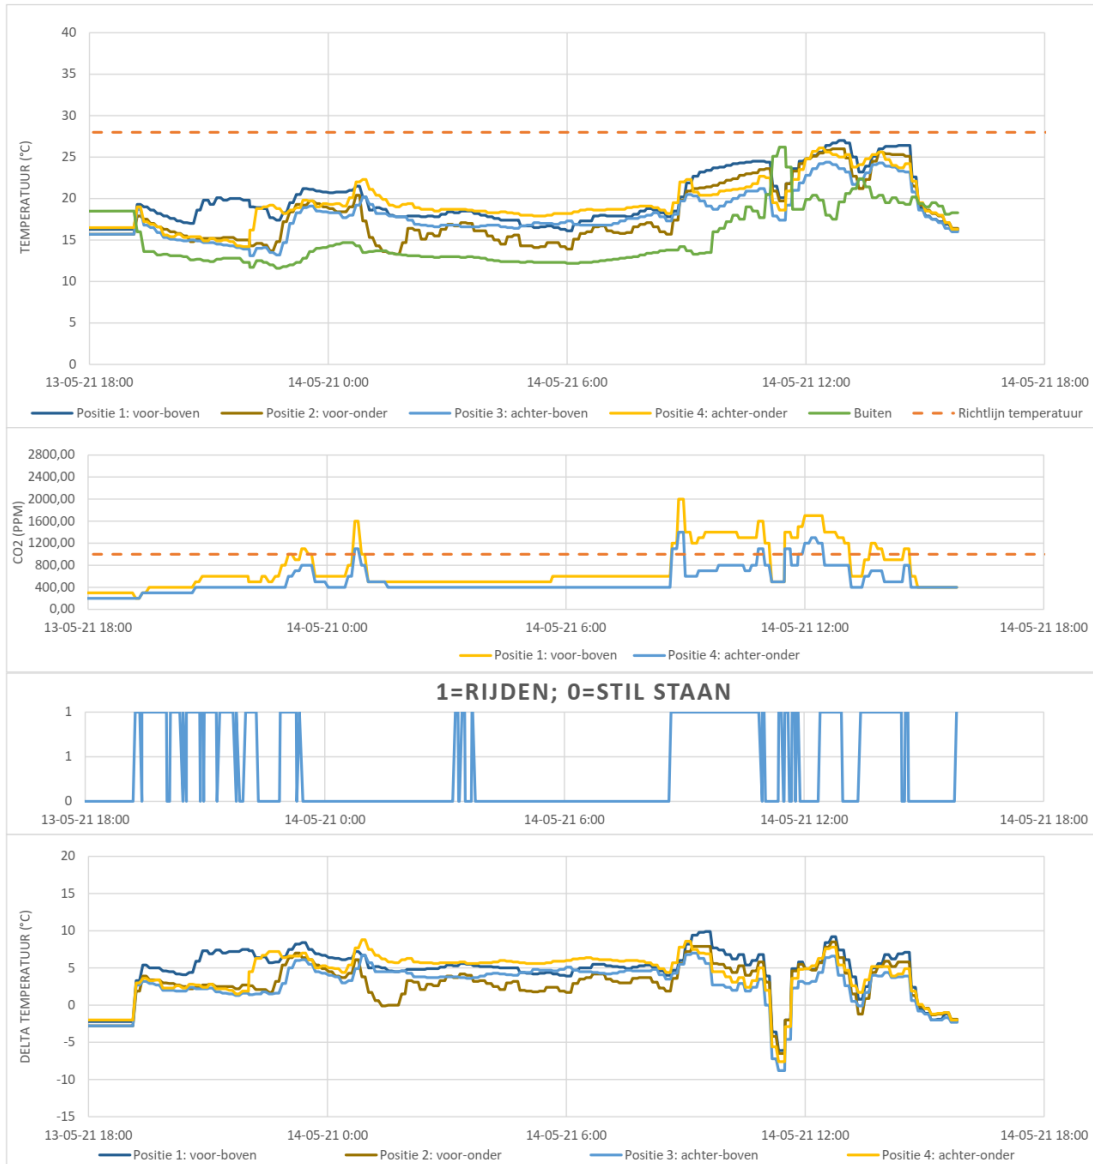 40
35
30
25
20
15
10
5
0
TEMPERATUUR (°C)
13-05-21 18:00 14-05-21 0:00 14-05-21 6:00 14-05-21 12:00 14-05-21 18:00
Positie 1: voor-boven Positie 2: voor-onder Positie 3: achter-boven Positie 4: achter-onder Buiten Richtlijn temperatuur
2800,00
2400,00
2000,00
1600,00
1200,00
800,00
400,00
0,00
CO2 (PPM)
13-05-21 18:00 14-05-21 0:00 14-05-21 6:00 14-05-21 12:00 14-05-21 18:00
Positie 1: voor-boven Positie 4: achter-onder
1=RIJDEN; 0=STIL STAAN
1
1
0
13-05-21 18:00 14-05-21 0:00 14-05-21 6:00 14-05-21 12:00 14-05-21 18:00
20
15
10
5
0
-5
-10
-15
DELTA TEMPERATUUR (°C)
13-05-21 18:00 14-05-21 0:00 14-05-21 6:00 14-05-21 12:00 14-05-21 18:00
Positie 1: voor-boven Positie 2: voor-onder Positie 3: achter-boven Positie 4: achter-onder